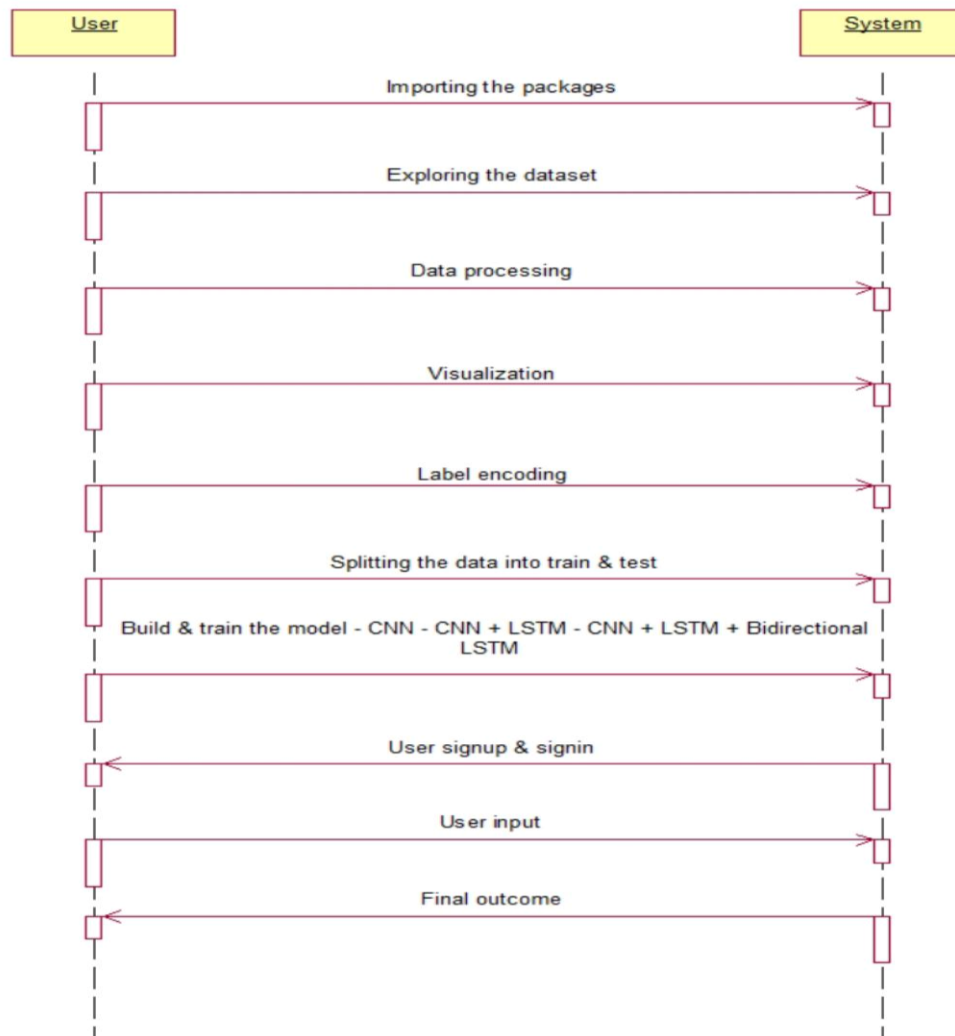 User
System
Importing the packages
Exploring the dataset
Data processing
Visualization
Label encoding
Splitting the data into train & test
Build & train the model - CNN - CNN + LSTM - CNN + LSTM + Bidirectional
LSTM
User signup & signin
User input
Final outcome